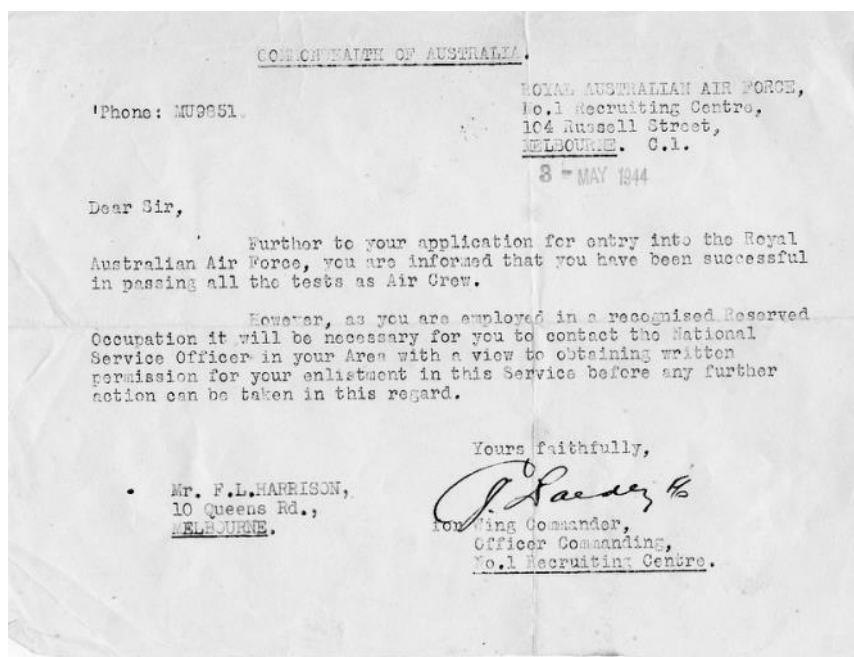 COMMONWEALTH OF AUSTRALIA.
ROYAL AUSTRALIAN AIR FORCE,
'Phone: MU9851.
No.1 Recruiting Centre,
104 Russell Street,
MELBOURNE. C.1.
3 - MAY 1944
Dear Sir,
Further to your application for entry into the Royal
Australian Air Force, you are informed that you have been successful
in passing all the tests as Air Crew.
However, as you are employed in a recognised Reserved
Occupation it will be necessary for you to contact the National
Service Officer in your Area with a view to obtaining written
permission for your enlistment in this Service before any further
action can be taken in this regard.
Yours faithfully,
Mr. F.L.HARRISON,
10 Queens Rd.,
MELBOURNE.
for Wing Commander,
Officer Commanding,
No.1 Recruiting Centre.